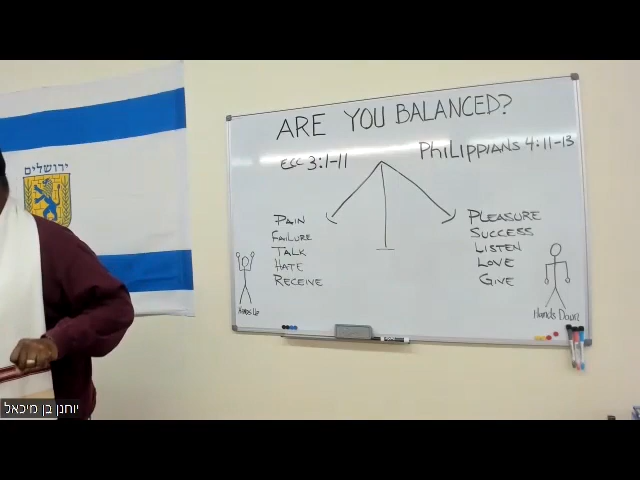 ירושלים
ARE YOU BALANCED?
Ecc 3:1-11
PhiLippiANS 4:11-13
PAIN
FAILURE
TALK
HATE
RECEIVE
PLEASURE
SUCCESS
LISTEN
LOVE
GIVE
Hands Up
Hands Down
יוחנן בן מיכאל